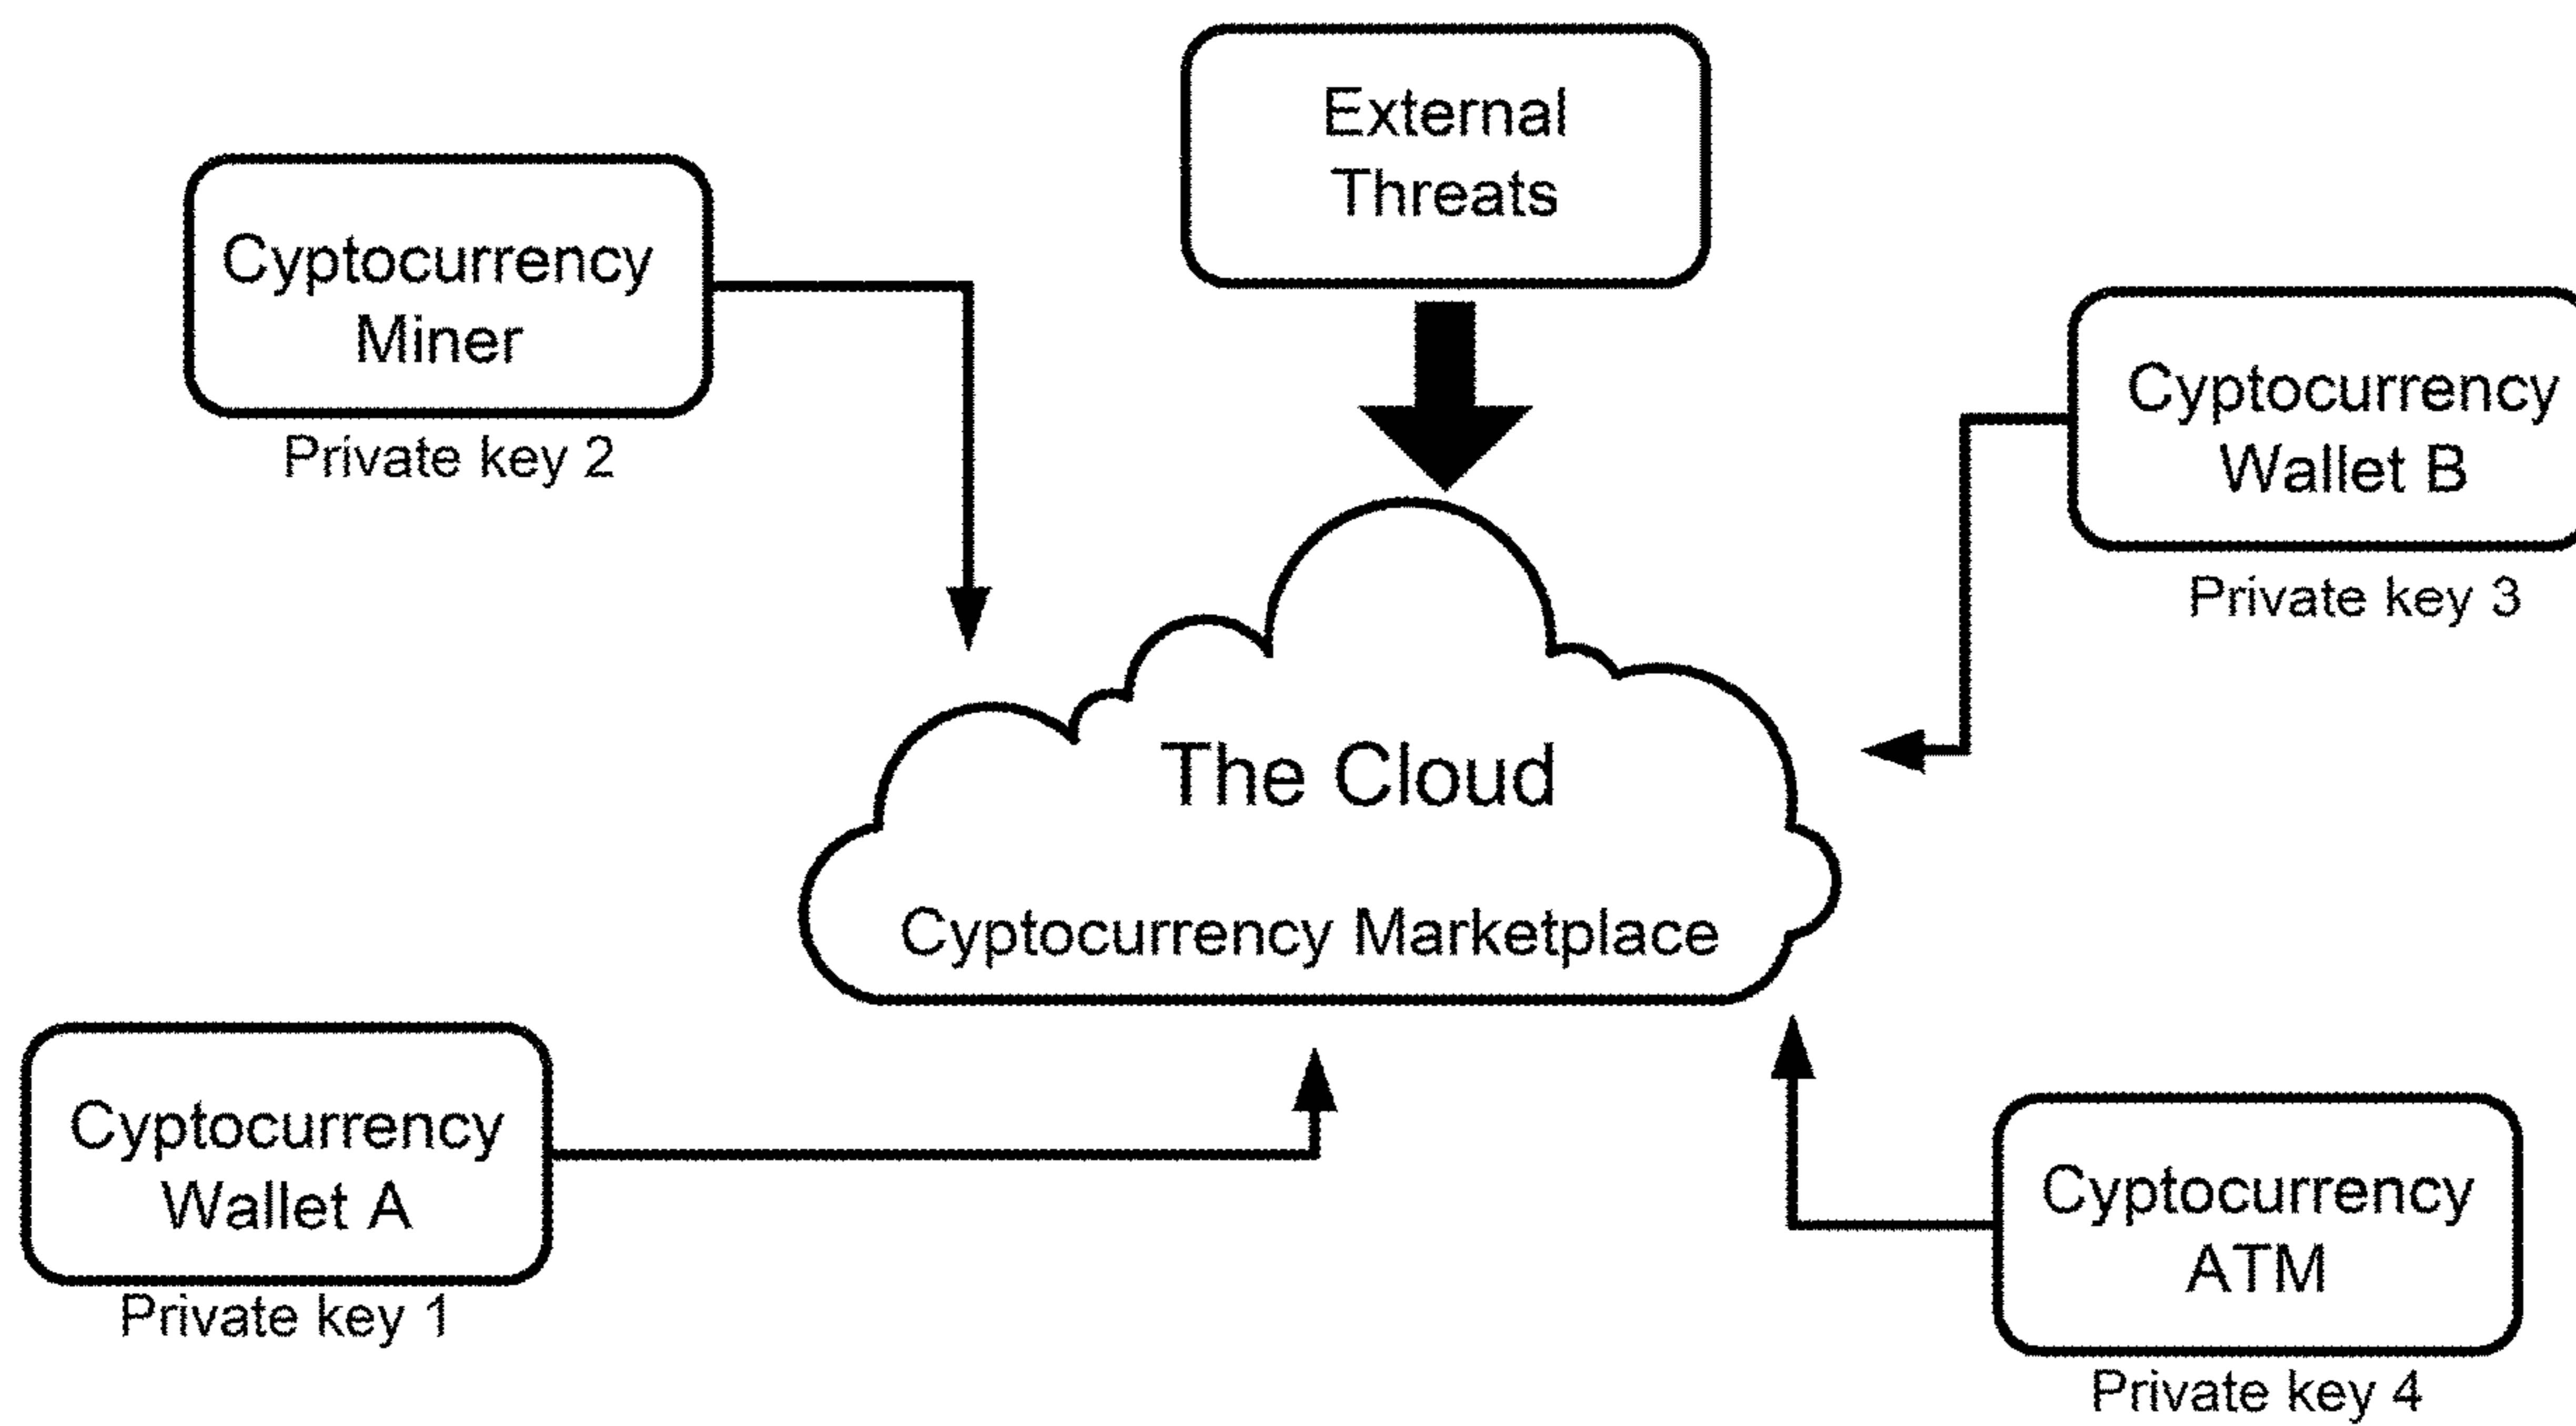 External
Threats
Cyptocurrency
Miner
Private key 2
Cyptocurrency
Wallet B
Private key 3
The Cloud
Cyptocurrency Marketplace
Cyptocurrency
Wallet A
Private key 1
Cyptocurrency
ATM
Private key 4